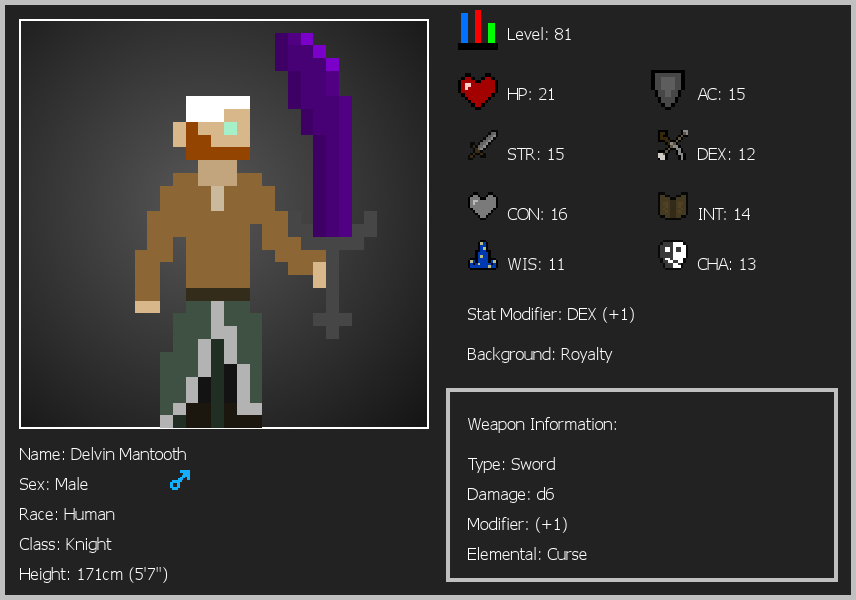 Level: 81
HP: 21
AC: 15
STR: 15
DEX: 12
CON: 16
INT: 14
WIS: 11
CHA: 13
Stat Modifier: DEX (+1)
Background: Royalty
Weapon Information:
Type: Sword
Damage: d6
Modifier: (+1)
Elemental: Curse
Name: Delvin Mantooth
Sex: Male
Race: Human
Class: Knight
Height: 171cm (5'7")